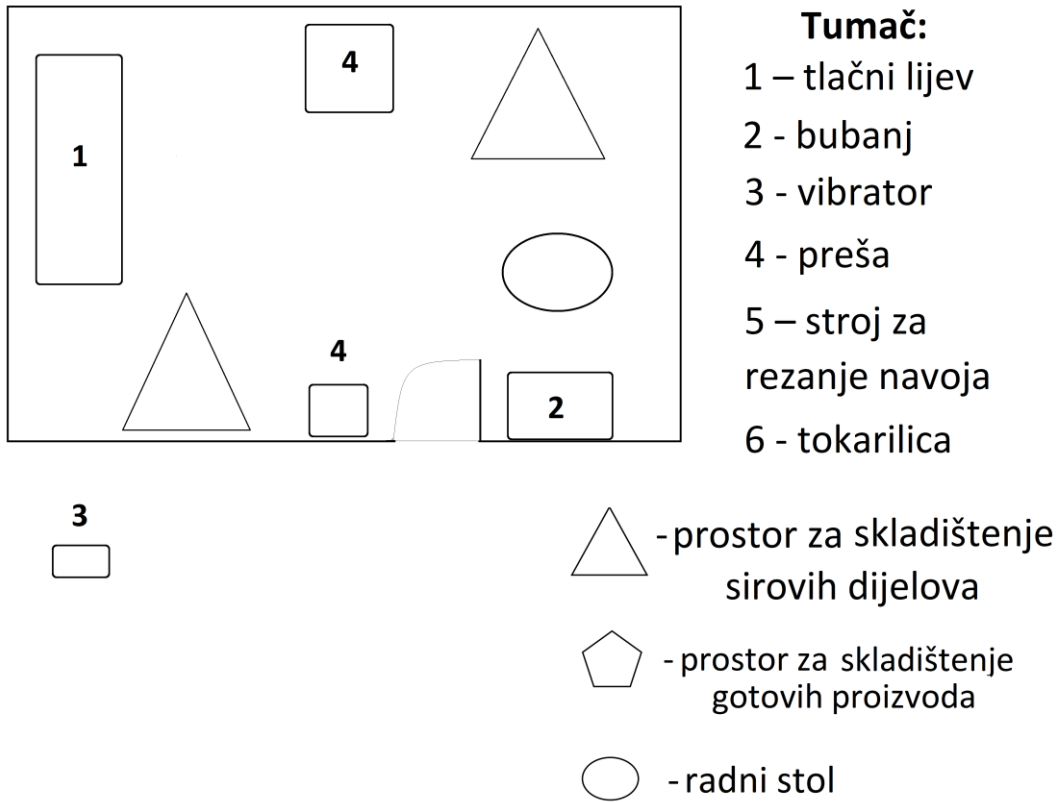 4
1
4
2
3
Tumač:
1 – tlačni lijev
2 - bubanj
3 - vibrator
4 - preša
5 – stroj za
rezanje navoja
6 - tokarilica
- prostor za skladištenje
sirovih dijelova
- prostor za skladištenje
gotovih proizvoda
- radni stol